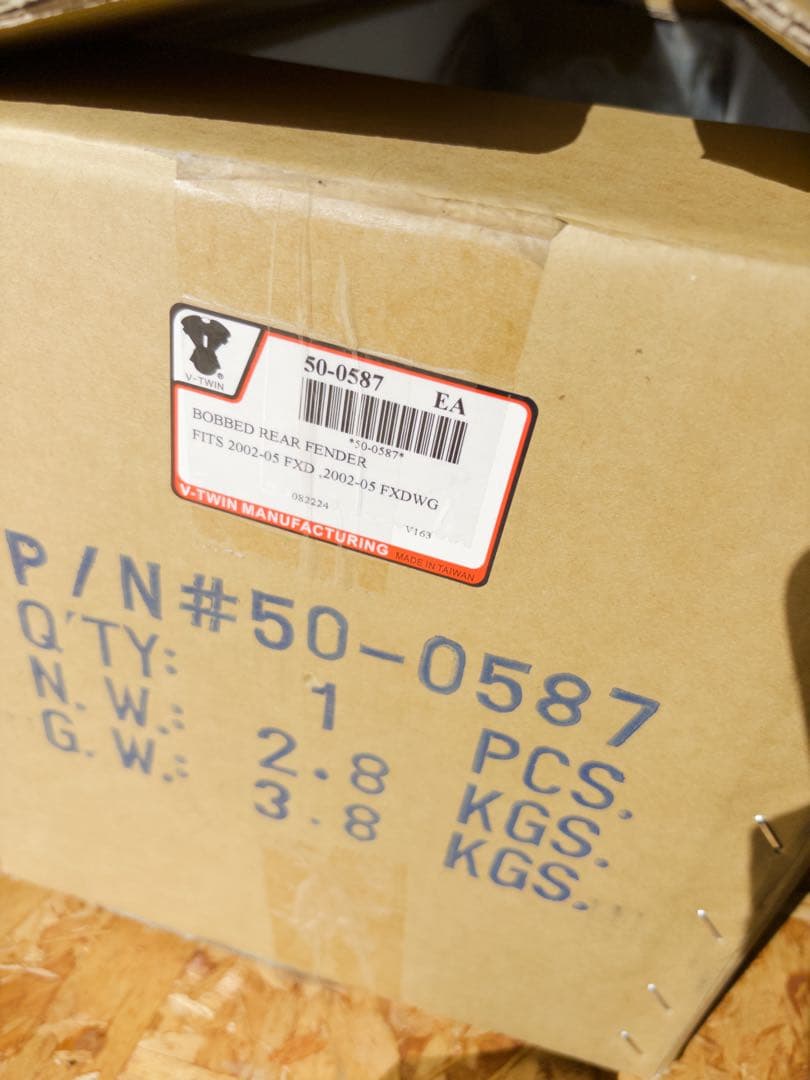 V-TWIN®
50-0587 EA
*50-0587*
BOBBED REAR FENDER
FITS 2002-05 FXD ,2002-05 FXDWG
082224 V163
V-TWIN MANUFACTURING MADE IN TAIWAN
P/N#50-0587
Q'TY: 1 PCS.
N.W.: 2.8 KGS.
G.W.: 3.8 KGS.